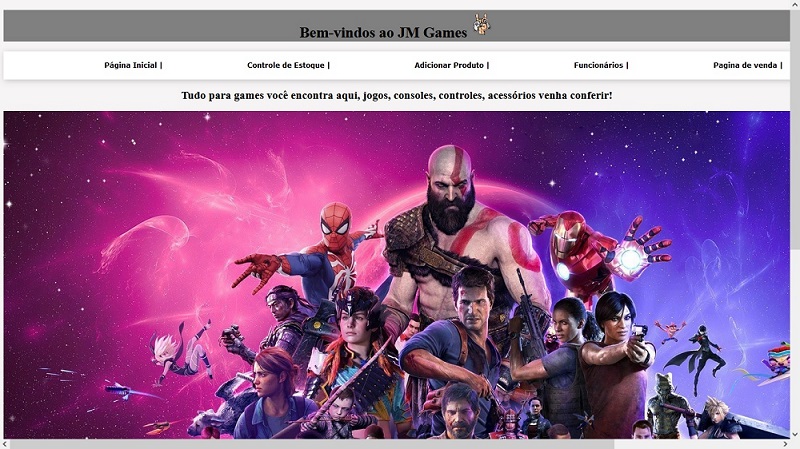 Bem-vindos ao JM Games
Página Inicial | Controle de Estoque | Adicionar Produto | Funcionários | Pagina de venda |
Tudo para games você encontra aqui, jogos, consoles, controles, acessórios venha conferir!